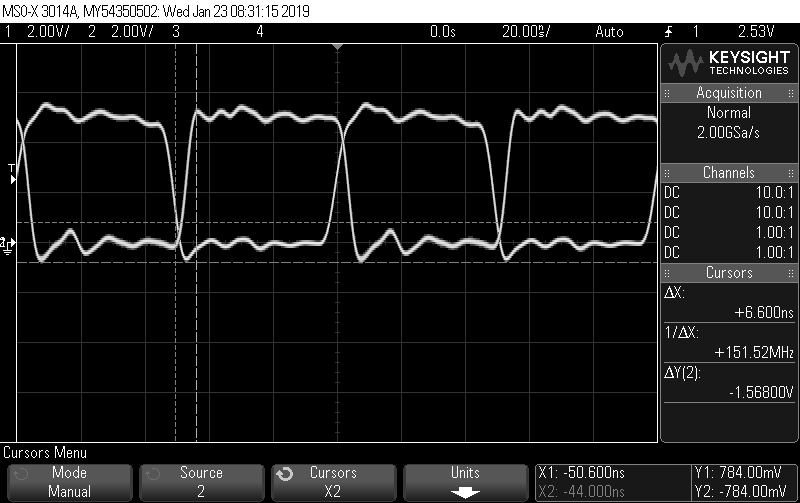 MSO-X 3014A, MY54350502: Wed Jan 23 08:31:15 2019
1 2.00V/ 2 2.00V/ 3 4 0.0s 20.00ns/ Auto 1 2.53V
KEYSIGHT
TECHNOLOGIES
Acquisition
Normal
2.00GSa/s
Channels
DC 10.0:1
DC 10.0:1
DC 1.00:1
DC 1.00:1
Cursors
ΔX:
+6.600ns
1/ΔX:
+151.52MHz
ΔY(2):
-1.56800V
T
Cursors Menu
Mode
Manual
Source
2
Cursors
X2
Units
X1: -50.600ns
X2: -44.000ns
Y1: 784.00mV
Y2: -784.00mV